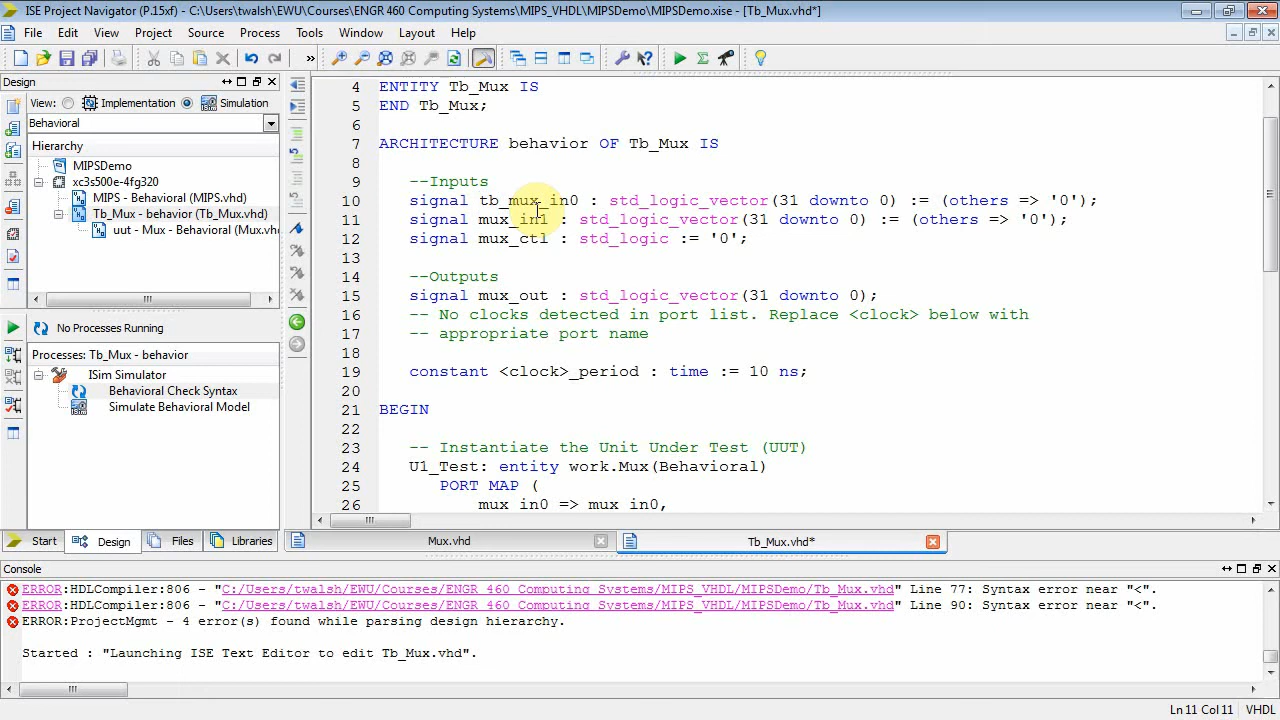 ISE Project Navigator (P.15xf) - C:\Users\twalsh\EWU\Courses\ENGR 460 Computing Systems\MIPS_VHDL\MIPSDemo\MIPSDemo.xise - [Tb_Mux.vhd*]
File Edit View Project Source Process Tools Window Layout Help
Design
View: Implementation Simulation
Behavioral
Hierarchy
MIPSDemo
xc3s500e-4fg320
MIPS - Behavioral (MIPS.vhd)
Tb_Mux - behavior (Tb_Mux.vhd)
uut - Mux - Behavioral (Mux.vh
No Processes Running
Processes: Tb_Mux - behavior
ISim Simulator
Behavioral Check Syntax
Simulate Behavioral Model
Start Design Files Libraries
4 ENTITY Tb_Mux IS
5 END Tb_Mux;
6
7 ARCHITECTURE behavior OF Tb_Mux IS
8
9 --Inputs
10 signal tb_mux_in0 : std_logic_vector(31 downto 0) := (others => '0');
11 signal mux_in1 : std_logic_vector(31 downto 0) := (others => '0');
12 signal mux_ctl : std_logic := '0';
13
14 --Outputs
15 signal mux_out : std_logic_vector(31 downto 0);
16 -- No clocks detected in port list. Replace <clock> below with
17 -- appropriate port name
18
19 constant <clock>_period : time := 10 ns;
20
21 BEGIN
22
23 -- Instantiate the Unit Under Test (UUT)
24 U1_Test: entity work.Mux(Behavioral)
25 PORT MAP (
26 mux_in0 => mux_in0,
Mux.vhd Tb_Mux.vhd*
Console
ERROR:HDLCompiler:806 - "C:/Users/twalsh/EWU/Courses/ENGR 460 Computing Systems/MIPS_VHDL/MIPSDemo/Tb_Mux.vhd" Line 77: Syntax error near "<".
ERROR:HDLCompiler:806 - "C:/Users/twalsh/EWU/Courses/ENGR 460 Computing Systems/MIPS_VHDL/MIPSDemo/Tb_Mux.vhd" Line 90: Syntax error near "<".
ERROR:ProjectMgmt - 4 error(s) found while parsing design hierarchy.
Started : "Launching ISE Text Editor to edit Tb_Mux.vhd".
Ln 11 Col 11 VHDL